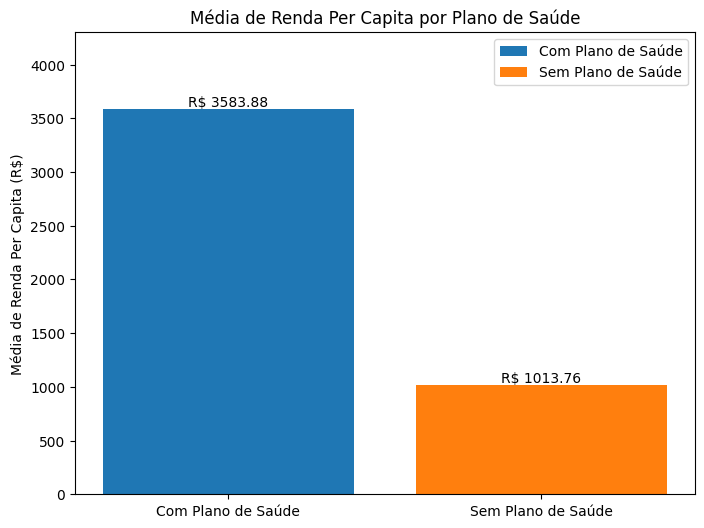 Média de Renda Per Capita por Plano de Saúde
Com Plano de Saúde
Sem Plano de Saúde
Média de Renda Per Capita (R$)
4000
3500
3000
2500
2000
1500
1000
500
0
R$ 3583.88
R$ 1013.76
Com Plano de Saúde
Sem Plano de Saúde